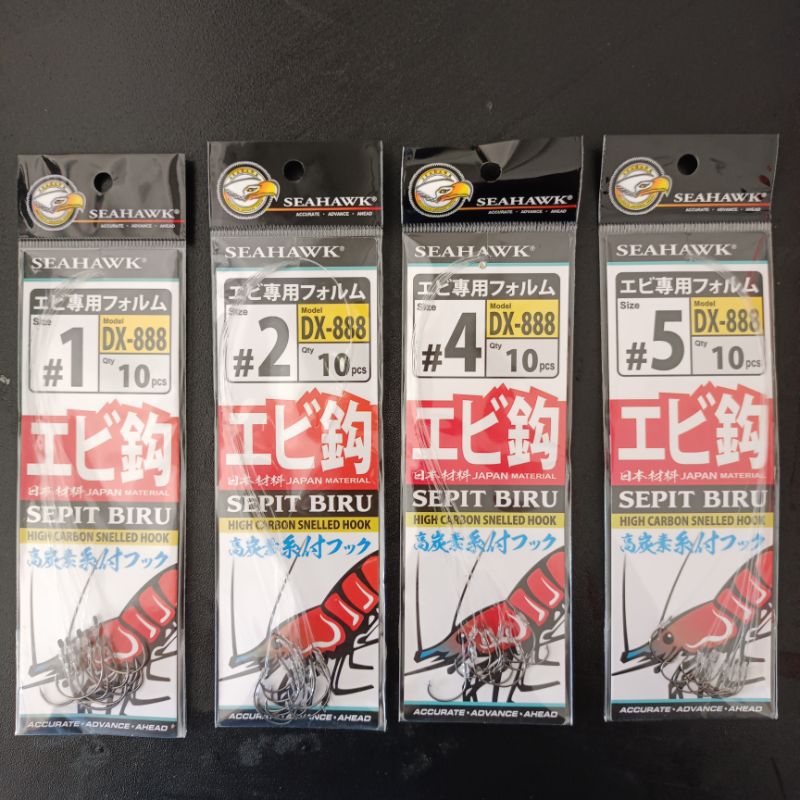 SEAHAWK®
ACCURATE · ADVANCE · AHEAD
SEAHAWK®
エビ専用フォルム
Size
#1
Model
DX-888
Qty
10pcs
エビ鈎
日本材料 JAPAN MATERIAL
SEPIT BIRU
HIGH CARBON SNELLED HOOK
高炭素糸付フック
ACCURATE · ADVANCE · AHEAD
SEAHAWK®
ACCURATE · ADVANCE · AHEAD
SEAHAWK®
エビ専用フォルム
Size
#2
Model
DX-888
Qty
10pcs
エビ鈎
日本材料 JAPAN MATERIAL
SEPIT BIRU
HIGH CARBON SNELLED HOOK
高炭素糸付フック
ACCURATE · ADVANCE · AHEAD
SEAHAWK®
ACCURATE · ADVANCE · AHEAD
SEAHAWK®
エビ専用フォルム
Size
#4
Model
DX-888
Qty
10pcs
エビ鈎
日本材料 JAPAN MATERIAL
SEPIT BIRU
HIGH CARBON SNELLED HOOK
高炭素糸付フック
ACCURATE · ADVANCE · AHEAD
SEAHAWK®
ACCURATE · ADVANCE · AHEAD
SEAHAWK®
エビ専用フォルム
Size
#5
Model
DX-888
Qty
10pcs
エビ鈎
日本材料 JAPAN MATERIAL
SEPIT BIRU
HIGH CARBON SNELLED HOOK
高炭素糸付フック
ACCURATE · ADVANCE · AHEAD